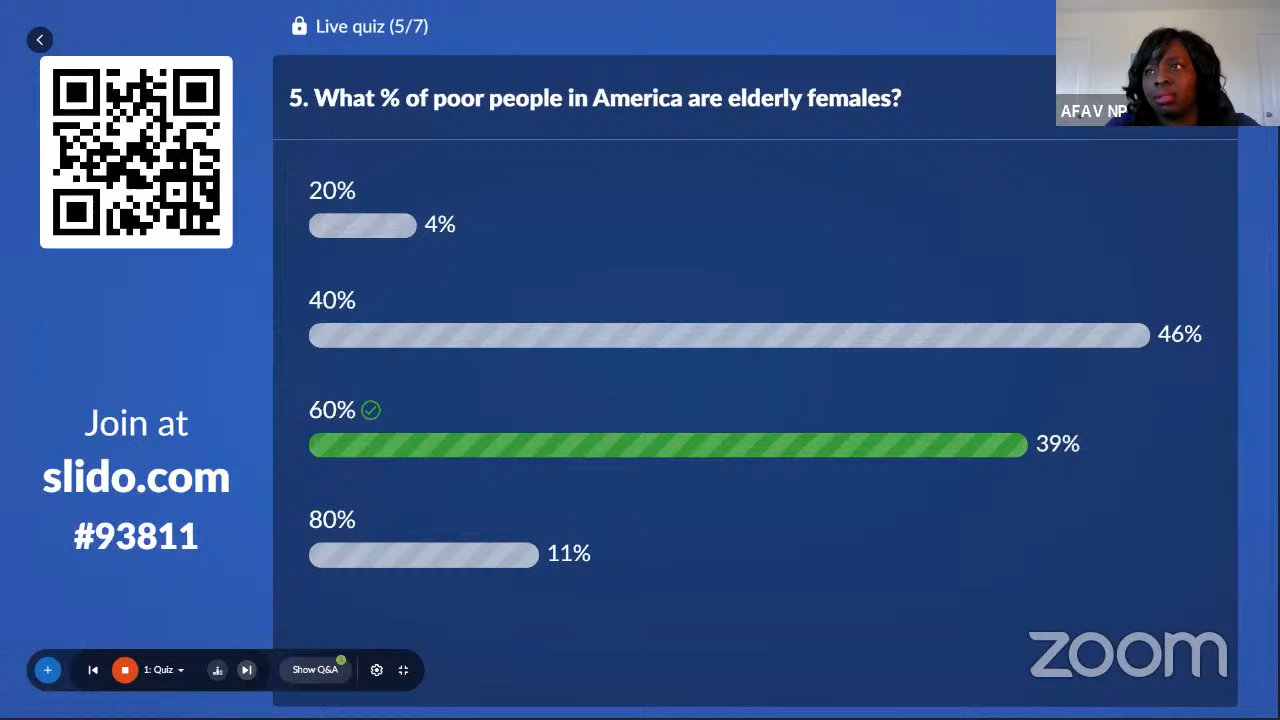 Live quiz (5/7)
5. What % of poor people in America are elderly females?
AFAV NP
20%
4%
40%
46%
60%
39%
80%
11%
Join at
slido.com
#93811
1: Quiz
Show Q&A
zoom